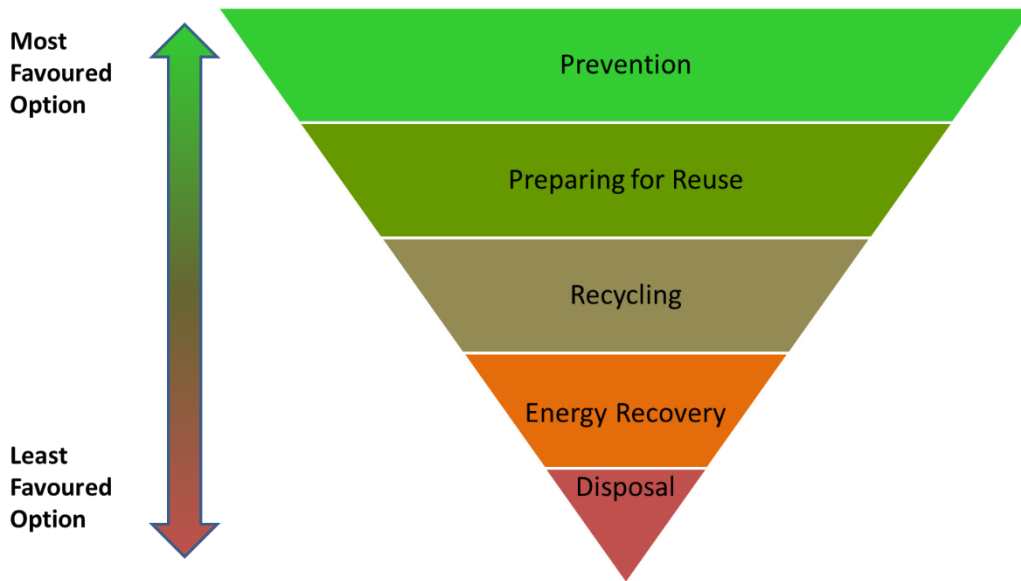 Most
Favoured
Option
Prevention
Preparing for Reuse
Recycling
Energy Recovery
Least
Favoured
Option
Disposal